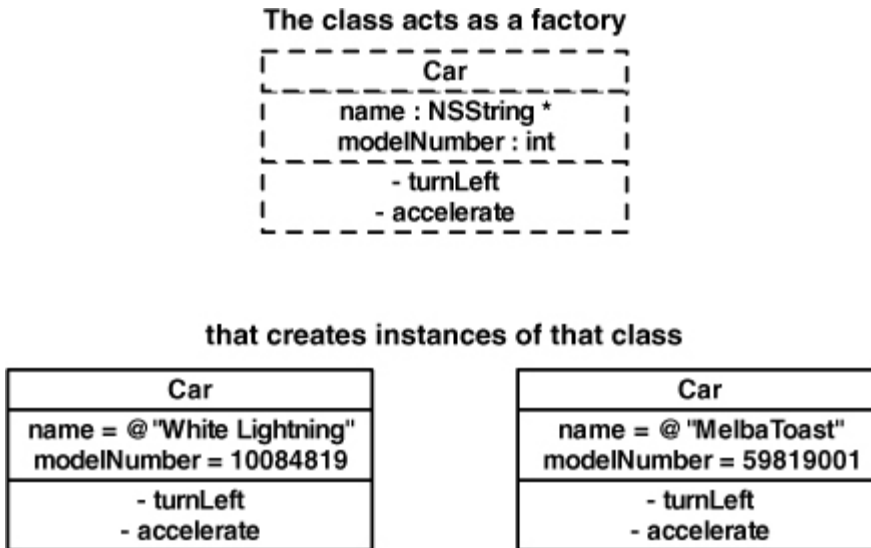 The class acts as a factory
Car
name : NSString *
modelNumber : int
- turnLeft
- accelerate
that creates instances of that class
Car
name = @"White Lightning"
modelNumber = 10084819
- turnLeft
- accelerate
Car
name = @"MelbaToast"
modelNumber = 59819001
- turnLeft
- accelerate